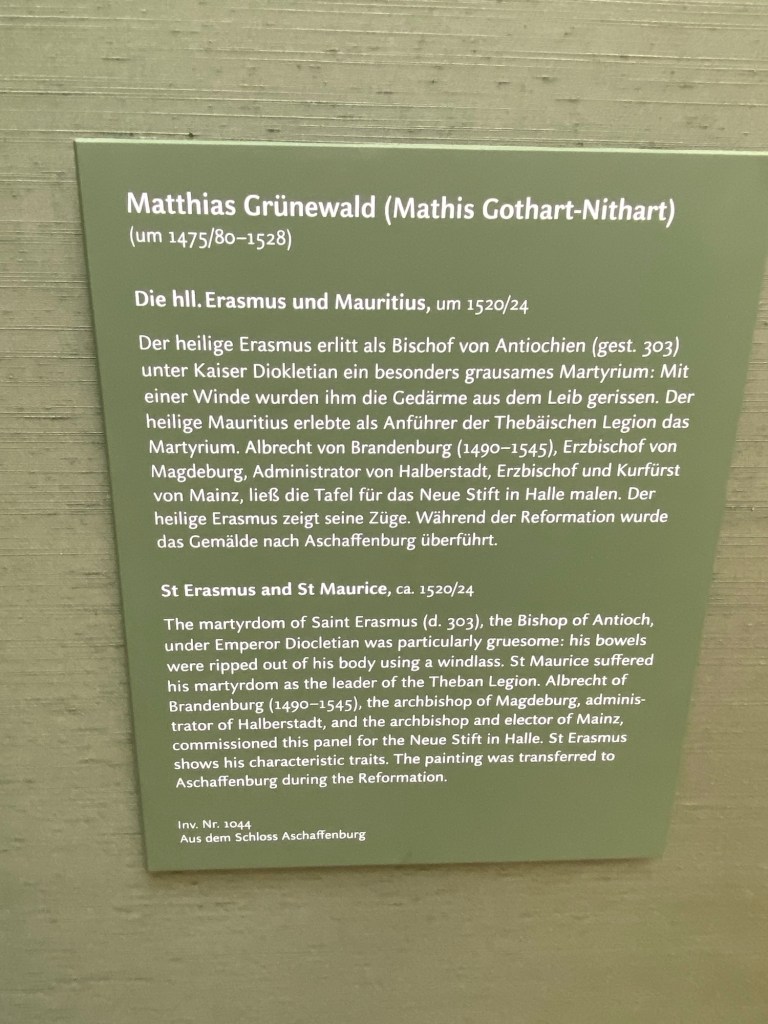 Matthias Grünewald (Mathis Gothart-Nithart)
(um 1475/80–1528)
Die hll. Erasmus und Mauritius, um 1520/24
Der heilige Erasmus erlitt als Bischof von Antiochien (gest. 303)
unter Kaiser Diokletian ein besonders grausames Martyrium: Mit
einer Winde wurden ihm die Gedärme aus dem Leib gerissen. Der
heilige Mauritius erlebte als Anführer der Thebäischen Legion das
Martyrium. Albrecht von Brandenburg (1490–1545), Erzbischof von
Magdeburg, Administrator von Halberstadt, Erzbischof und Kurfürst
von Mainz, ließ die Tafel für das Neue Stift in Halle malen. Der
heilige Erasmus zeigt seine Züge. Während der Reformation wurde
das Gemälde nach Aschaffenburg überführt.
St Erasmus and St Maurice, ca. 1520/24
The martyrdom of Saint Erasmus (d. 303), the Bishop of Antioch,
under Emperor Diocletian was particularly gruesome: his bowels
were ripped out of his body using a windlass. St Maurice suffered
his martyrdom as the leader of the Theban Legion. Albrecht of
Brandenburg (1490–1545), the archbishop of Magdeburg, adminis-
trator of Halberstadt, and the archbishop and elector of Mainz,
commissioned this panel for the Neue Stift in Halle. St Erasmus
shows his characteristic traits. The painting was transferred to
Aschaffenburg during the Reformation.
Inv. Nr. 1044
Aus dem Schloss Aschaffenburg